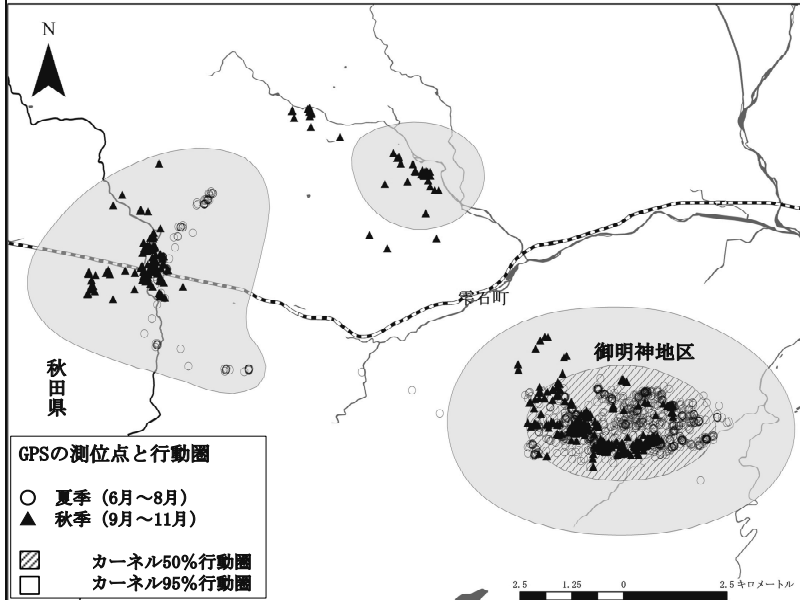 N
雫石町
御明神地区
秋田県
GPSの測位点と行動圏
夏季（6月～8月）
秋季（9月～11月）
カーネル50%行動圏
カーネル95%行動圏
2.5 1.25 0 2.5 キロメートル